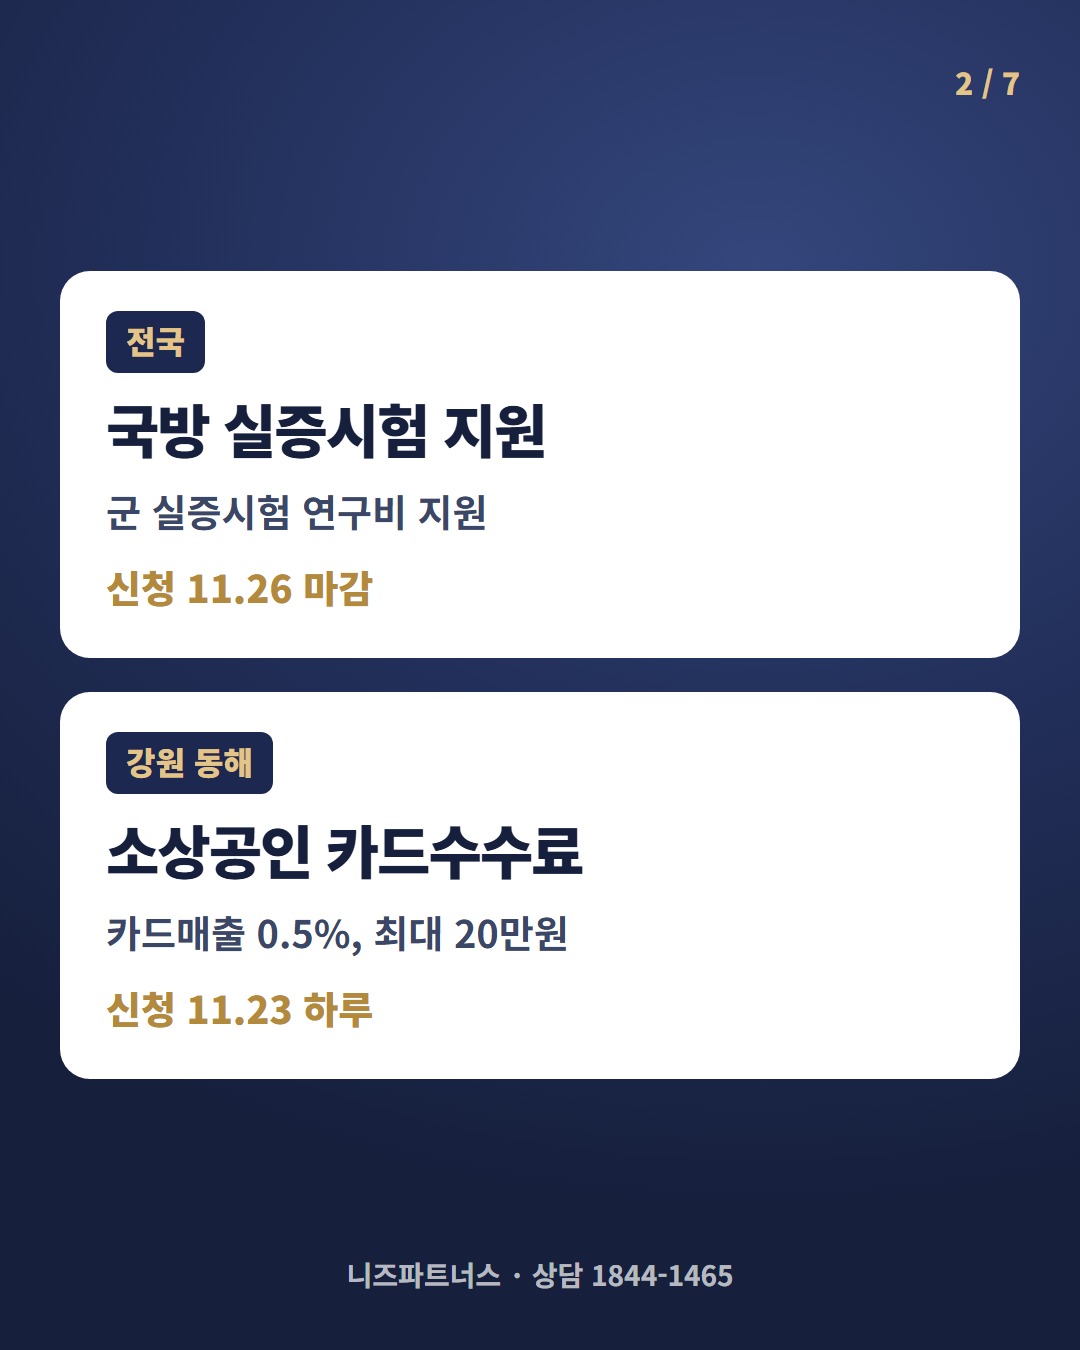 2 / 7
전국
국방 실증시험 지원
군 실증시험 연구비 지원
신청 11.26 마감
강원 동해
소상공인 카드수수료
카드매출 0.5%, 최대 20만원
신청 11.23 하루
니즈파트너스 · 상담 1844-1465